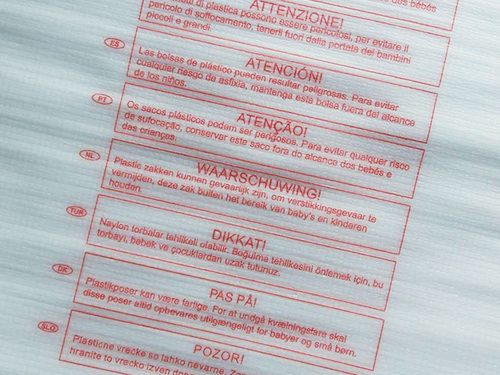 dei bebés
ATTENZIONE!
di plastica possono essere pericolosi, per evitare il
pericolo di soffocamento, tenerli fuori dalla portata dei bambini
piccoli e grandi.
ES
ATENCIÓN!
Las bolsas de plástico pueden resultar peligrosas. Para evitar
cualquier riesgo de asfixia, mantenga esta bolsa fuera del alcance
de los niños.
PT
ATENÇÃO!
Os sacos plásticos podem ser perigosos. Para evitar qualquer risco
de sufocação, conservar este saco fora do alcance dos bebés e
das crianças.
NL
WAARSCHUWING!
Plastic zakken kunnen gevaarlijk zijn, om verstikkingsgevaar te
vermijden, deze zak buiten het bereik van baby's en kinderen
houden.
TUR
DIKKAT!
Naylon torbalar tehlikeli olabilir. Boğulma tehlikesini önlemek için, bu
torbayı, bebek ve çocuklardan uzak tutunuz.
DK
PAS PÅ!
Plastikposer kan være farlige. For at undgå kvælningsfare skal
disse poser altid opbevares utilgængeligt for babyer og små børn.
SLO
POZOR!
Plastične vrecke so lahko nevarne. Za
hranite to vrecko izven doseg